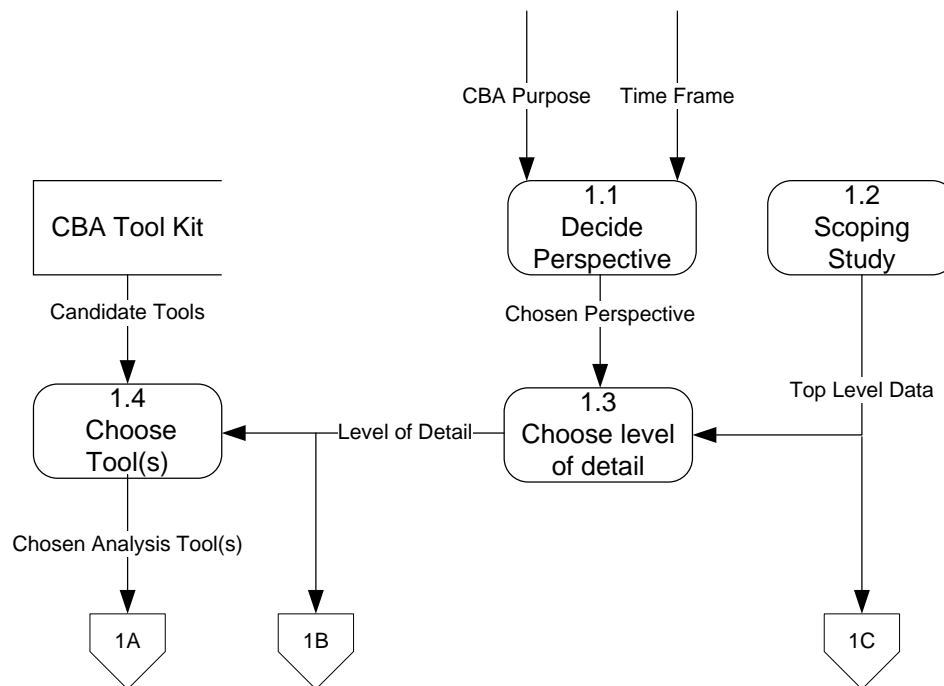 CBA Purpose
Time Frame
CBA Tool Kit
1.1
Decide
Perspective
1.2
Scoping
Study
Candidate Tools
Chosen Perspective
1.4
Choose
Tool(s)
Level of Detail
1.3
Choose level
of detail
Top Level Data
Chosen Analysis Tool(s)
1A
1B
1C